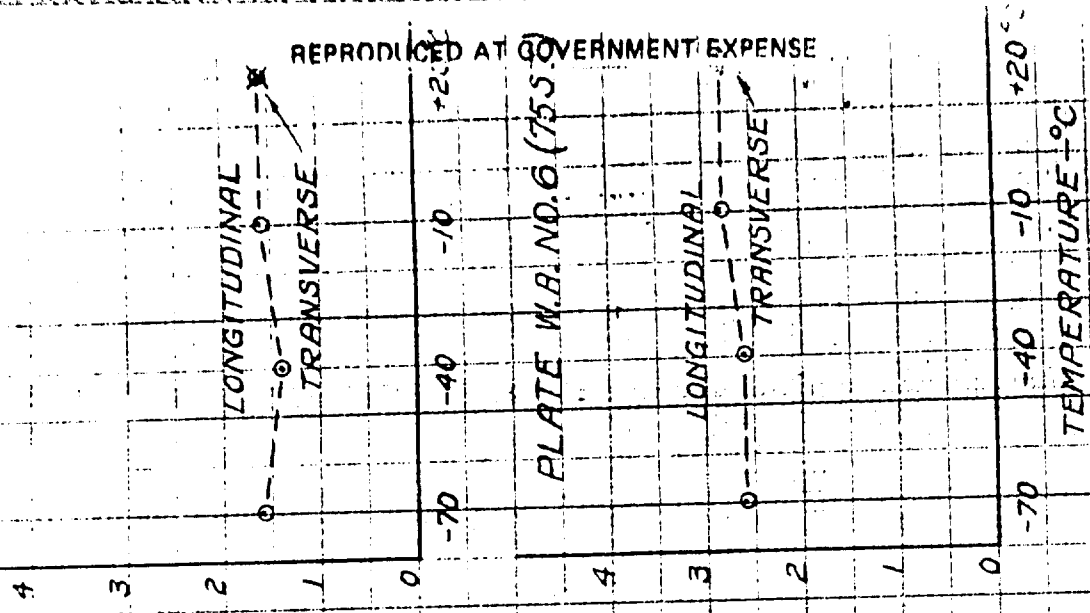 REPRODUCED AT GOVERNMENT EXPENSE
4
3
2
1
0
LONGITUDINAL
TRANSVERSE
-70
-40
-10
PLATE W.A. NO. 6 (75S
4
3
2
1
0
LONGITUDINAL
TRANSVERSE
-70
-40
-10
+20
TEMPERATURE-°C